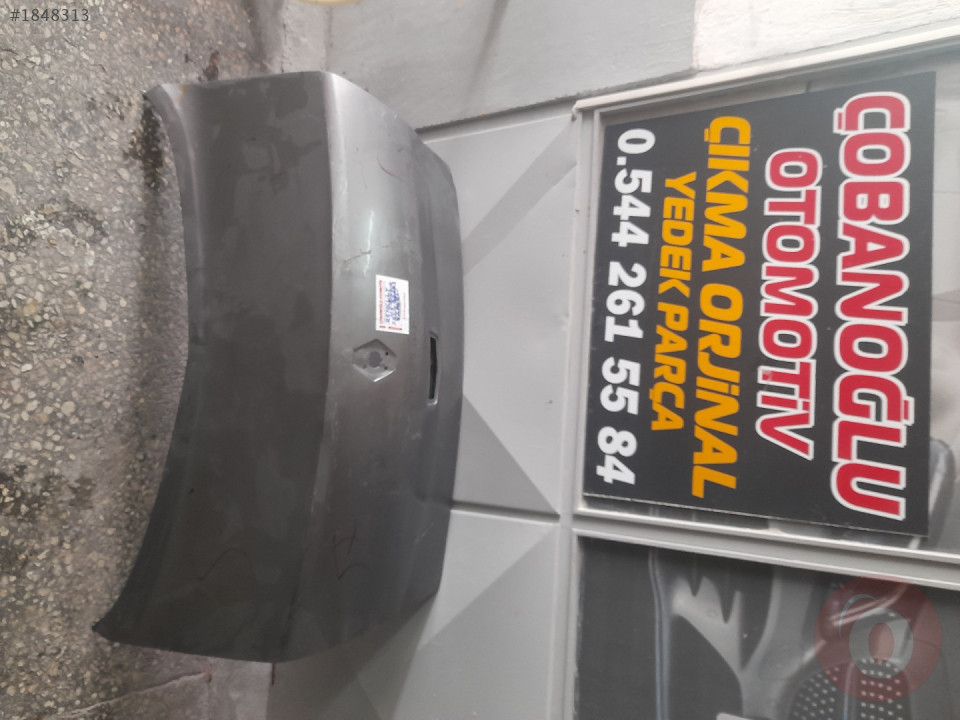 #1848313
ÇOBANOĞLU
OTOMOTİV
ÇIKMA ORJİNAL
YEDEK PARÇA
0.544 261 55 84